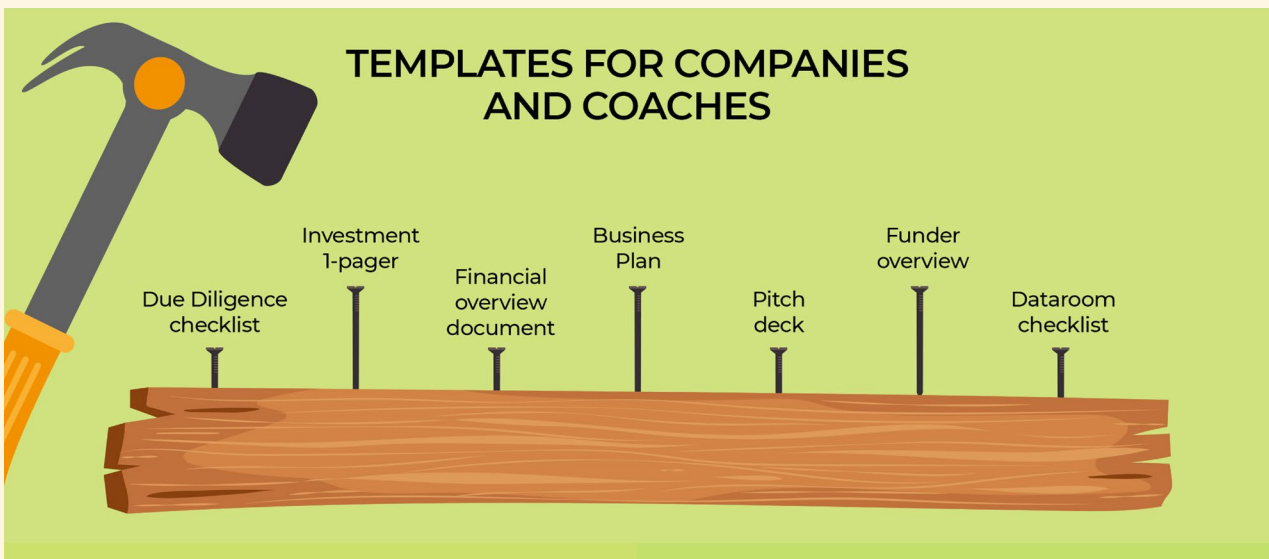 TEMPLATES FOR COMPANIES
AND COACHES
Due Diligence
checklist
Investment
1-pager
Financial
overview
document
Business
Plan
Pitch
deck
Funder
overview
Dataroom
checklist